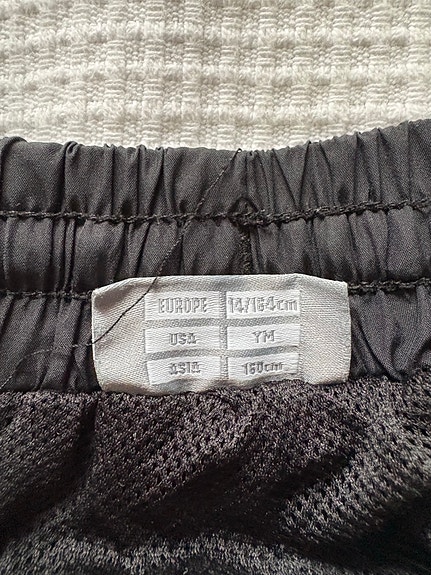 EUROPE 14/164cm
USA YM
ASIA 160cm